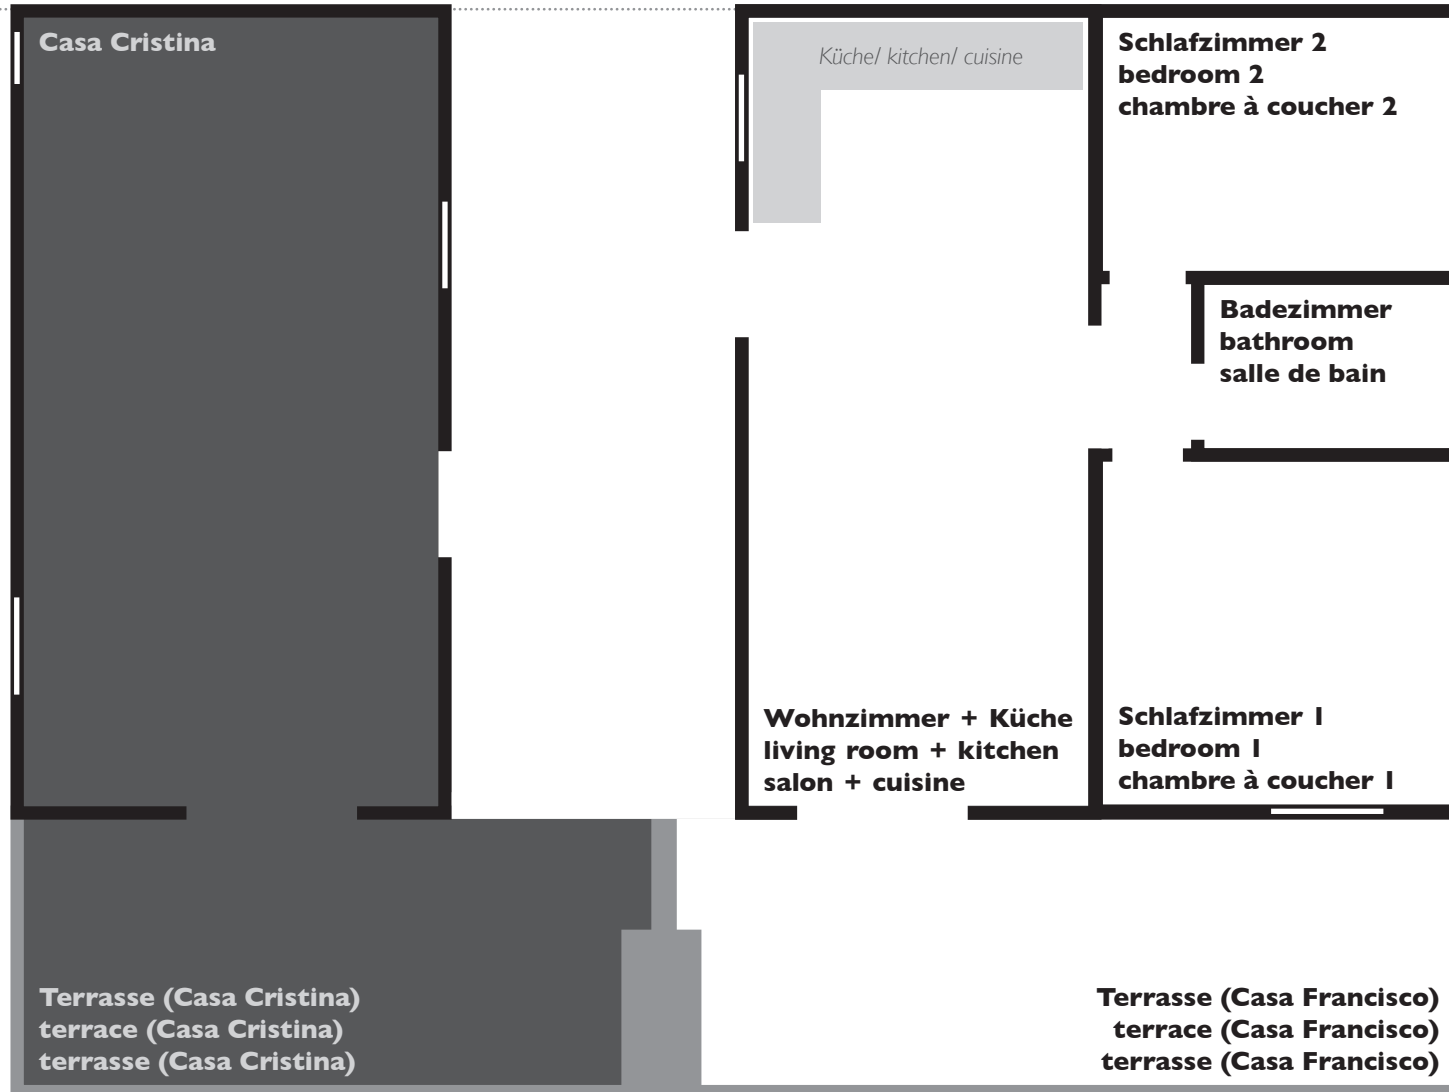 Casa Cristina
Küche/ kitchen/ cuisine
Schlafzimmer 2
bedroom 2
chambre à coucher 2
Badezimmer
bathroom
salle de bain
Wohnzimmer + Küche
living room + kitchen
salon + cuisine
Schlafzimmer 1
bedroom 1
chambre à coucher 1
Terrasse (Casa Cristina)
terrace (Casa Cristina)
terrasse (Casa Cristina)
Terrasse (Casa Francisco)
terrace (Casa Francisco)
terrasse (Casa Francisco)